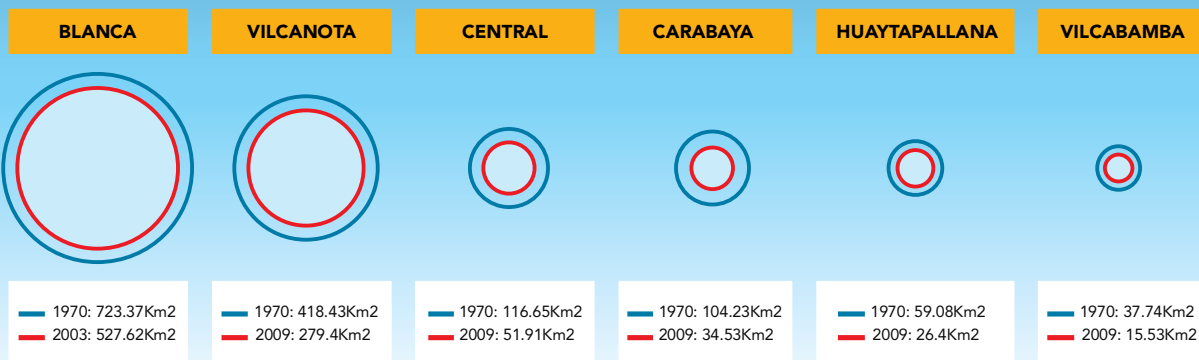 BLANCA
VILCANOTA
CENTRAL
CARABAYA
HUAYTAPALLANA
VILCABAMBA
1970: 723.37Km2
2003: 527.62Km2
1970: 418.43Km2
2009: 279.4Km2
1970: 116.65Km2
2009: 51.91Km2
1970: 104.23Km2
2009: 34.53Km2
1970: 59.08Km2
2009: 26.4Km2
1970: 37.74Km2
2009: 15.53Km2